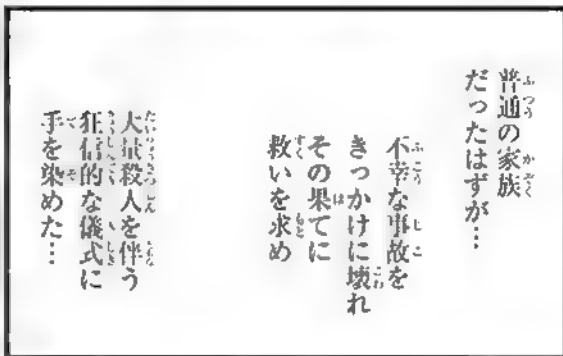 普通の家族
だったはずが…
不幸な事故を
きっかけに壊れ
その果てに
救いを求め
大量殺人を伴う
狂信的な儀式に
手を染めた…